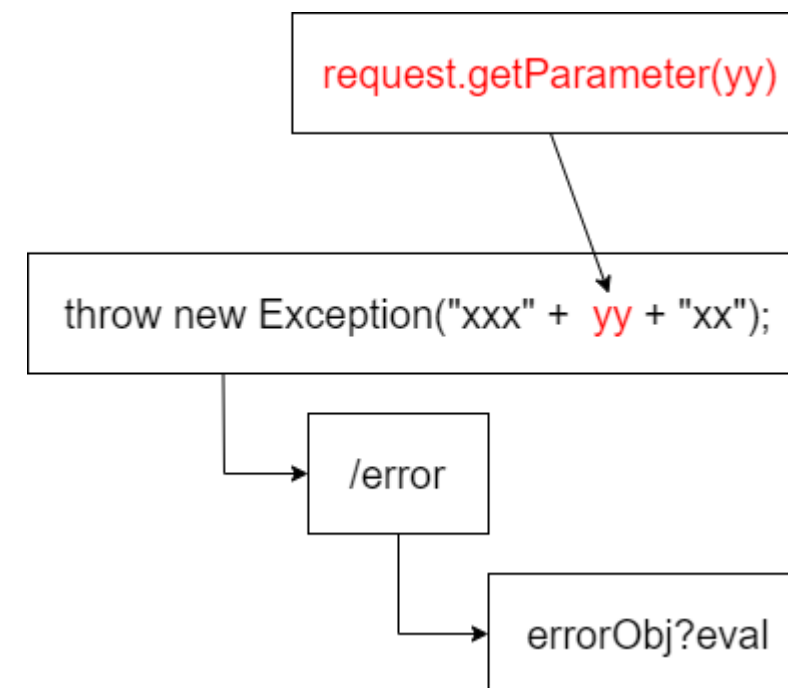 request.getParameter(yy)
throw new Exception("xxx" + yy + "xx");
/error
errorObj?eval